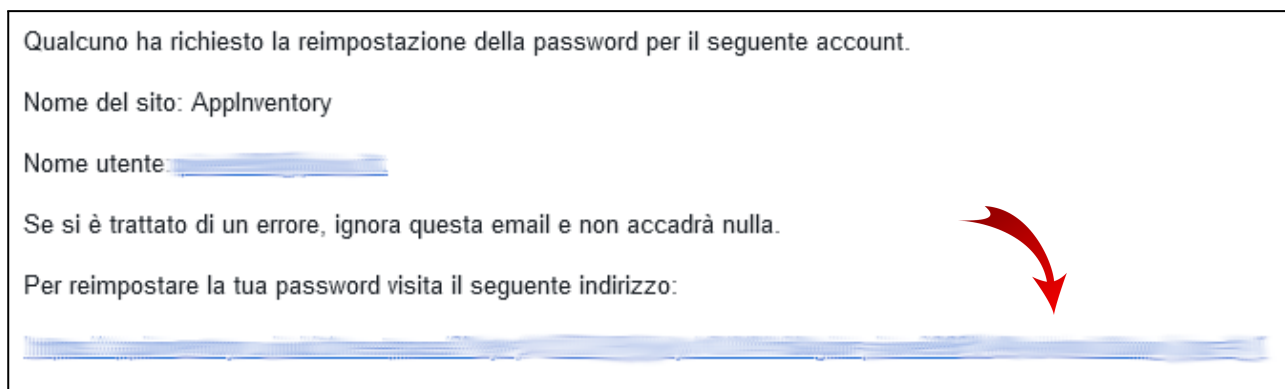 Qualcuno ha richiesto la reimpostazione della password per il seguente account.
Nome del sito: AppInventory
Nome utente:
Se si è trattato di un errore, ignora questa email e non accadrà nulla.
Per reimpostare la tua password visita il seguente indirizzo: